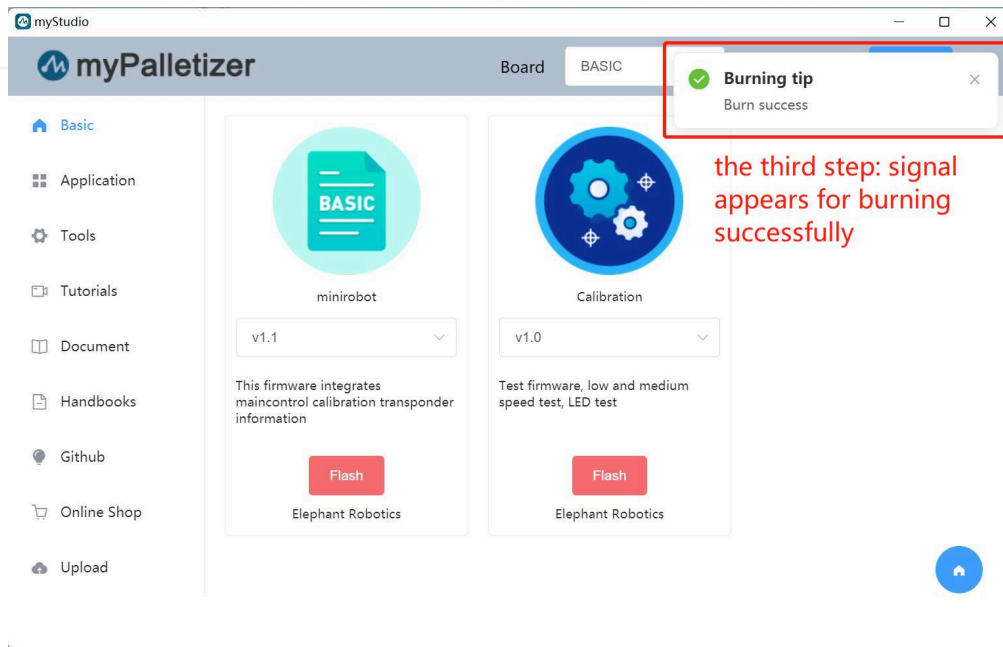 myStudio
myPalletizer
Board
BASIC
Burning tip
Burn success
the third step: signal
appears for burning
successfully
Basic
Application
Tools
Tutorials
Document
Handbooks
Github
Online Shop
Upload
BASIC
minirobot
v1.1
This firmware integrates
maincontrol calibration transponder
information
Flash
Elephant Robotics
Calibration
v1.0
Test firmware, low and medium
speed test, LED test
Flash
Elephant Robotics